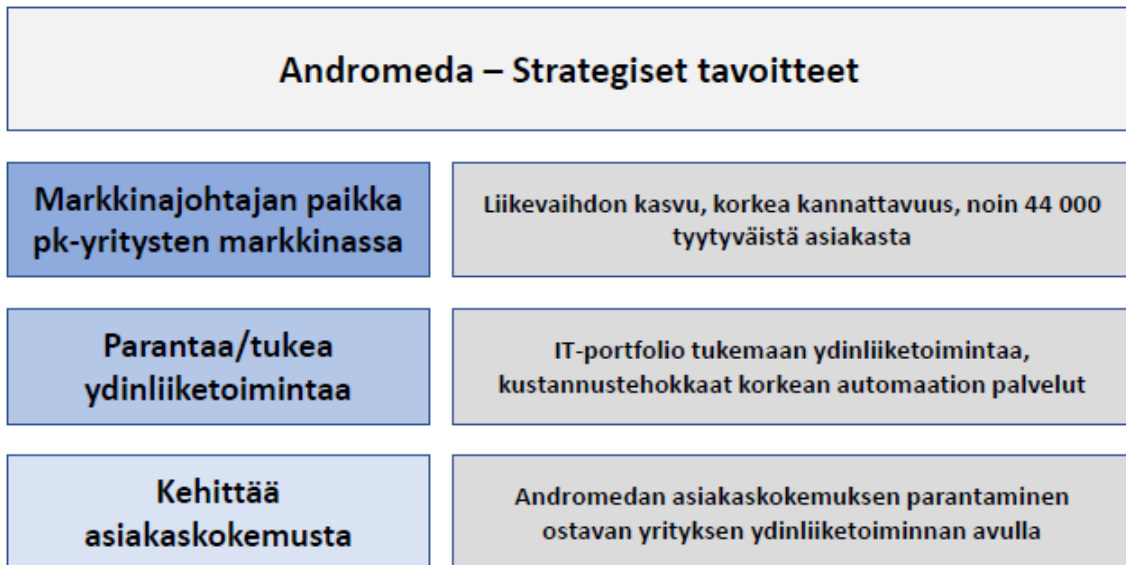 Andromeda – Strategiset tavoitteet
Markkinajohtajan paikka
pk-yritysten markkinassa
Liikevaihdon kasvu, korkea kannattavuus, noin 44 000
tyytyväistä asiakasta
Parantaa/tukea
ydinliiketoimintaa
IT-portfolio tukemaan ydinliiketoimintaa,
kustannustehokkaat korkean automaation palvelut
Kehittää
asiakaskokemusta
Andromedan asiakaskokemuksen parantaminen
ostavan yrityksen ydinliiketoiminnan avulla